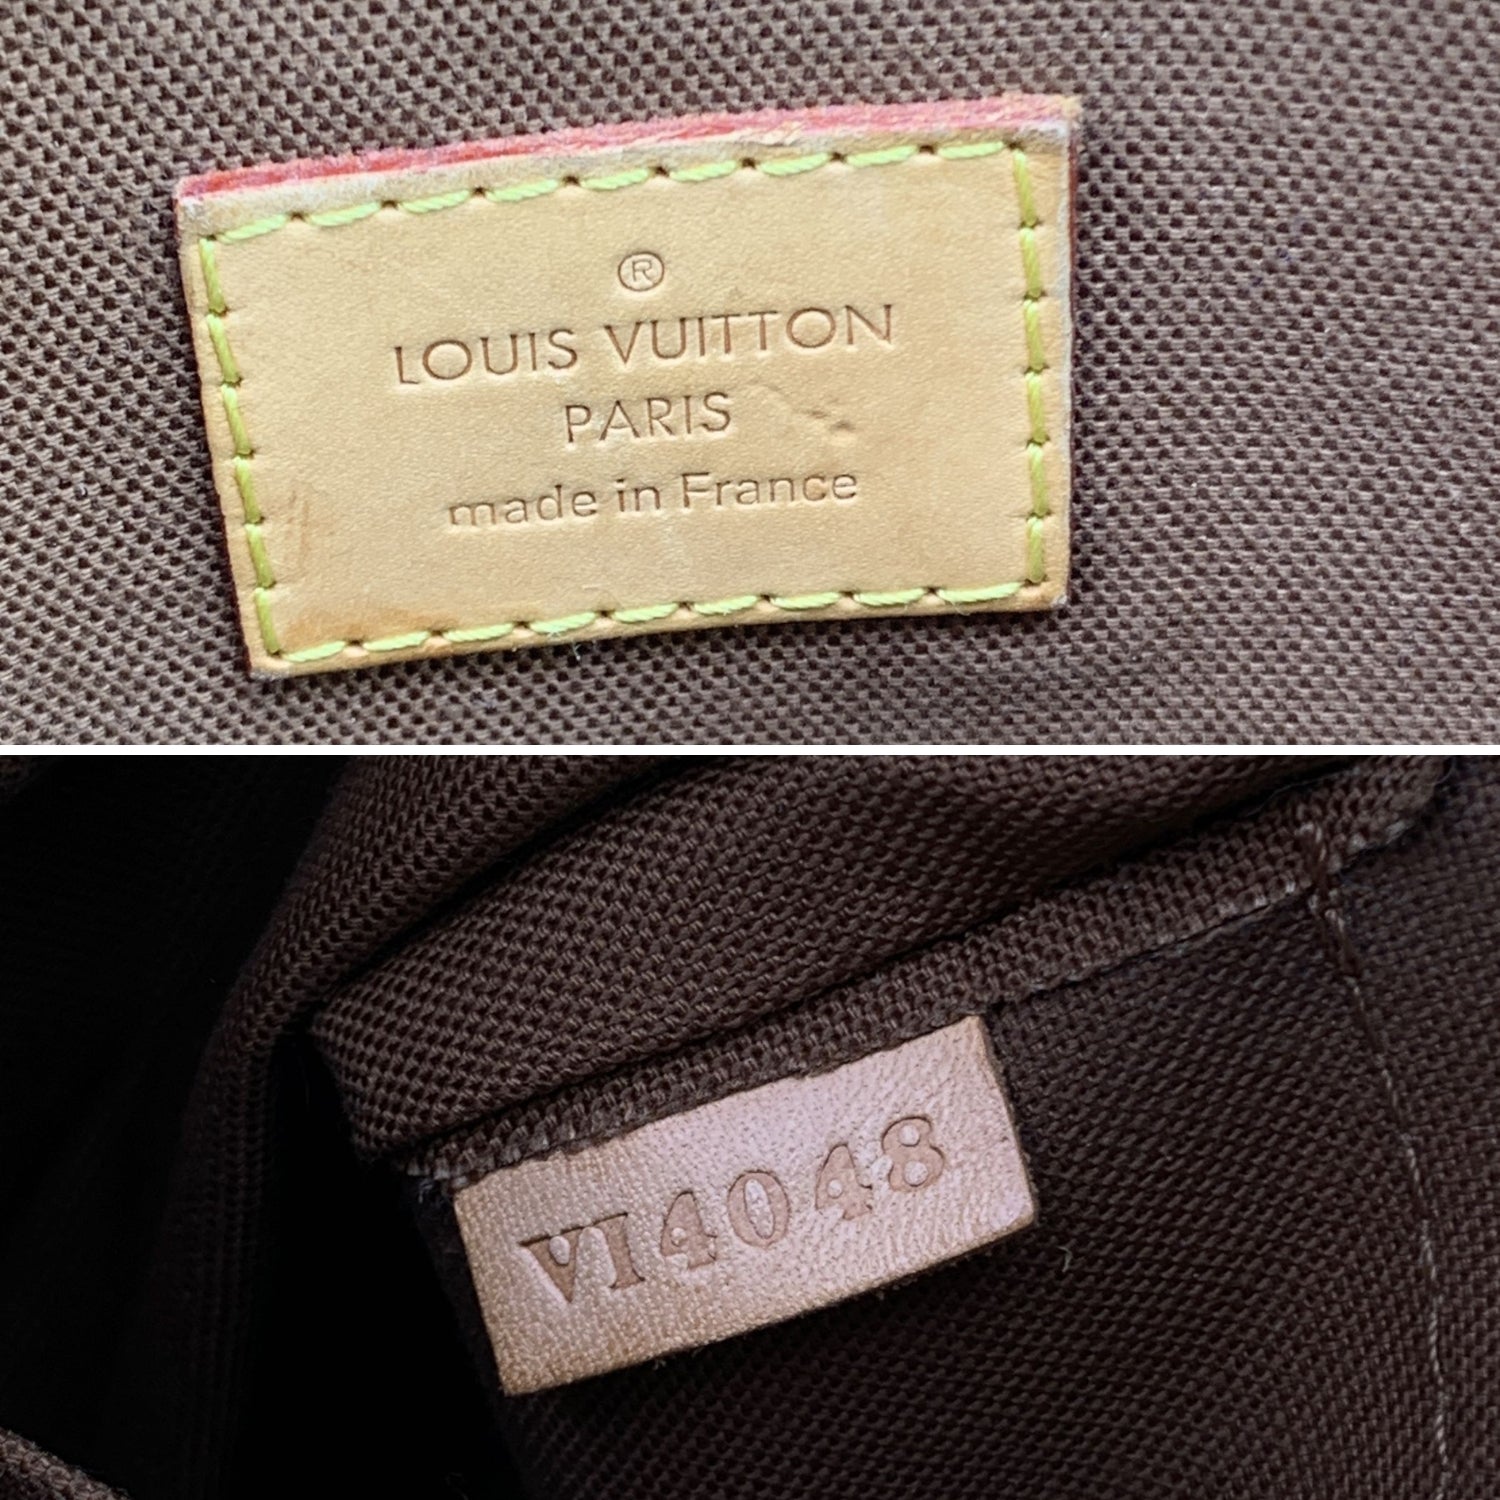 ®
LOUIS VUITTON
PARIS
made in France
VI4048